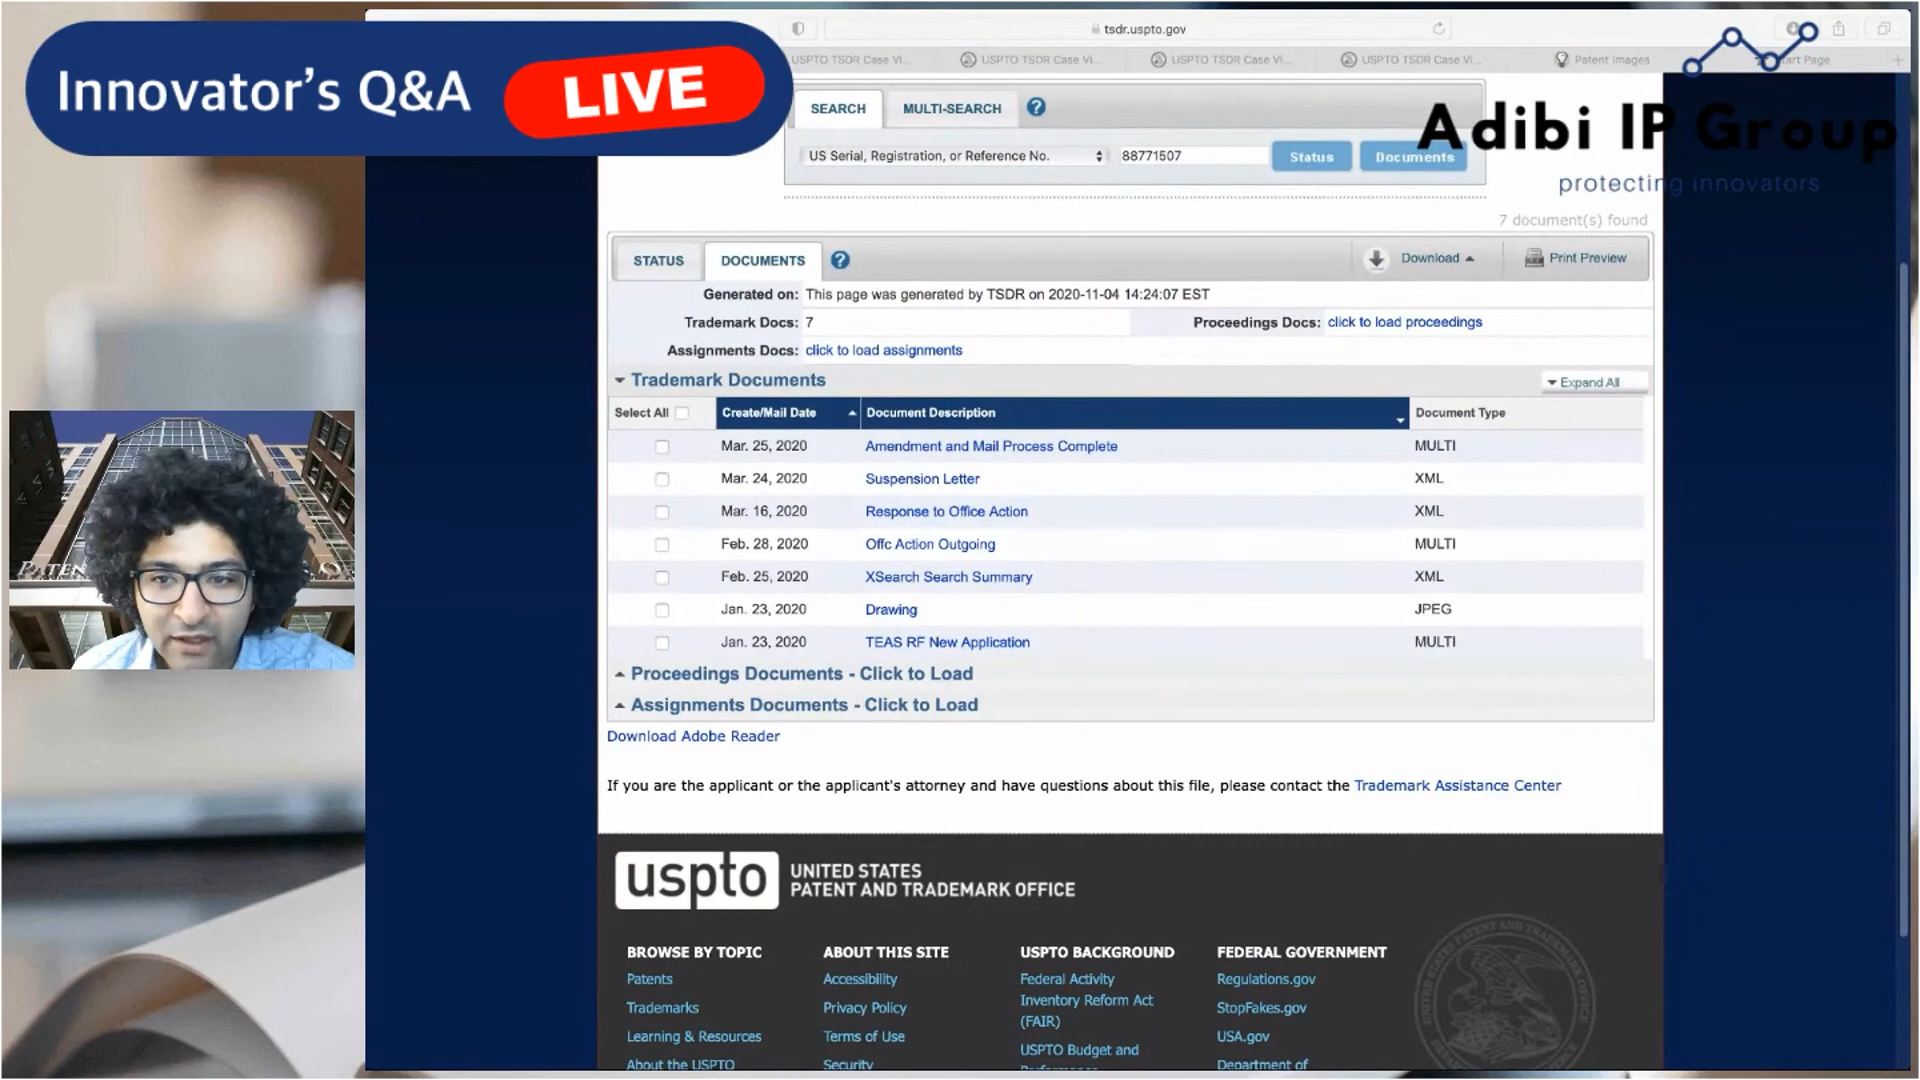 Innovator's Q&A LIVE
tsdr.uspto.gov
USPTO TSDR Case Vi... USPTO TSDR Case Vi... USPTO TSDR Case Vi... USPTO TSDR Case Vi... Patent Images Start Page
Adibi IP Group
protecting innovators
SEARCH MULTI-SEARCH ?
US Serial, Registration, or Reference No. 88771507 Status Documents
7 document(s) found
STATUS DOCUMENTS ? Download Print Preview
Generated on: This page was generated by TSDR on 2020-11-04 14:24:07 EST
Trademark Docs: 7 Proceedings Docs: click to load proceedings
Assignments Docs: click to load assignments
Trademark Documents Expand All
Select All Create/Mail Date Document Description Document Type
Mar. 25, 2020 Amendment and Mail Process Complete MULTI
Mar. 24, 2020 Suspension Letter XML
Mar. 16, 2020 Response to Office Action XML
Feb. 28, 2020 Offc Action Outgoing MULTI
Feb. 25, 2020 XSearch Search Summary XML
Jan. 23, 2020 Drawing JPEG
Jan. 23, 2020 TEAS RF New Application MULTI
Proceedings Documents - Click to Load
Assignments Documents - Click to Load
Download Adobe Reader
If you are the applicant or the applicant's attorney and have questions about this file, please contact the Trademark Assistance Center
uspto UNITED STATES
PATENT AND TRADEMARK OFFICE
BROWSE BY TOPIC
Patents
Trademarks
Learning & Resources
About the USPTO
ABOUT THIS SITE
Accessibility
Privacy Policy
Terms of Use
Security
USPTO BACKGROUND
Federal Activity
Inventory Reform Act
(FAIR)
USPTO Budget and
Performance
FEDERAL GOVERNMENT
Regulations.gov
StopFakes.gov
USA.gov
Department of
PATEN